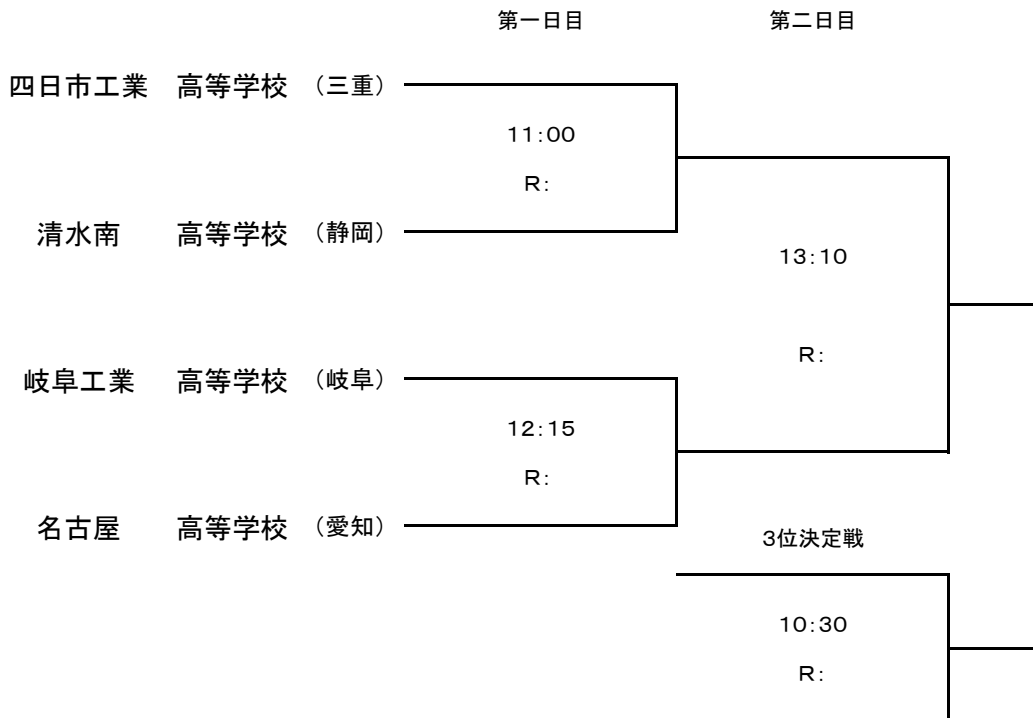 第一日目 第二日目
四日市工業 高等学校 (三重)
11:00
R:
清水南 高等学校 (静岡)
13:10
R:
岐阜工業 高等学校 (岐阜)
12:15
R:
名古屋 高等学校 (愛知)
3位決定戦
10:30
R: